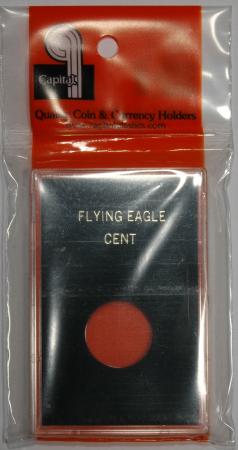 Capital
Quality Coin & Currency Holders
FLYING EAGLE
CENT